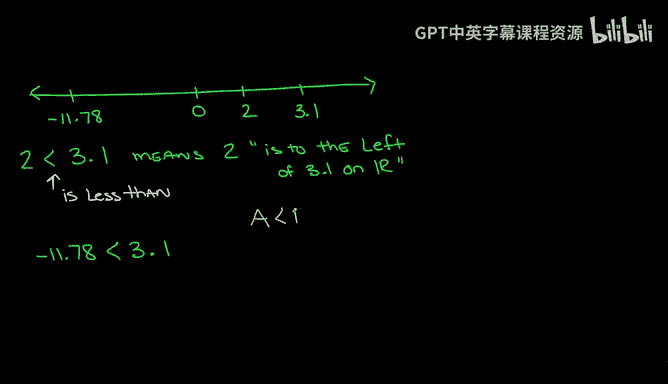 GPT中英字幕课程资源 bilibili
-11.78 0 2 3.1
2 < 3.1 MEANS 2 "is to the Left
of 3.1 on ℝ"
↑ is Less than
A <
-11.78 < 3.1